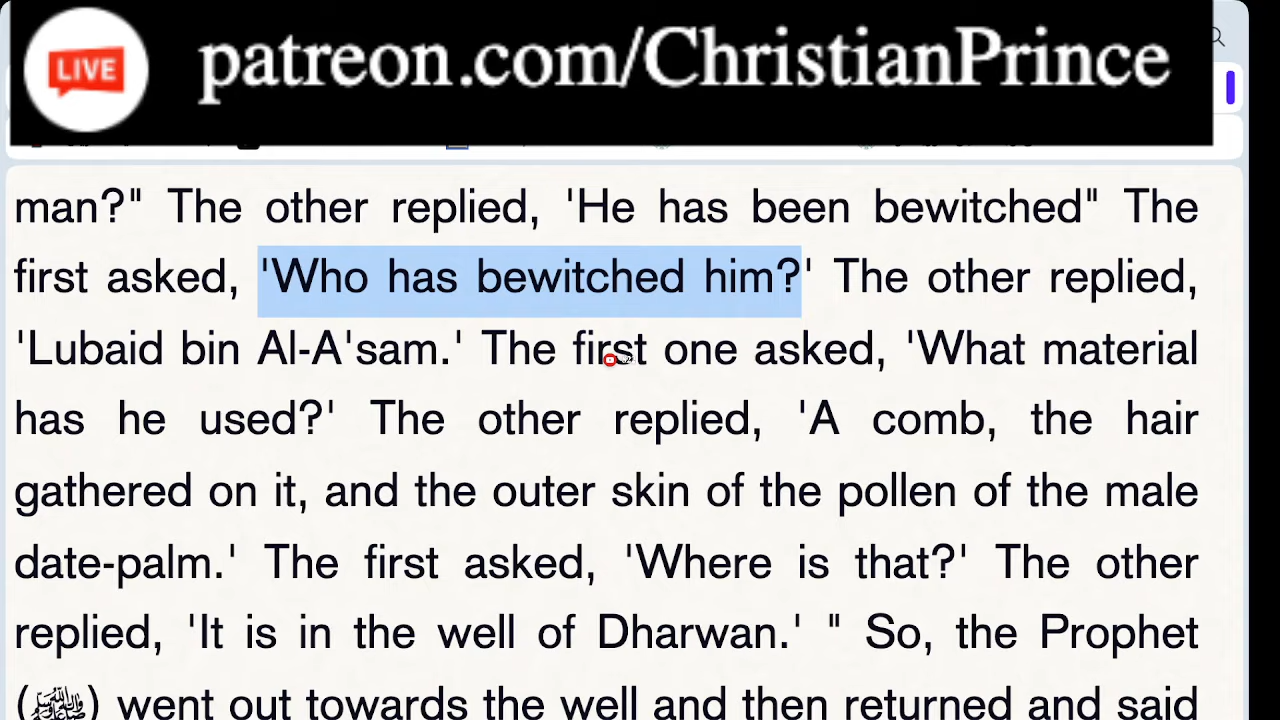 LIVE patreon.com/ChristianPrince
man?" The other replied, 'He has been bewitched" The
first asked, 'Who has bewitched him?' The other replied,
'Lubaid bin Al-A'sam.' The first one asked, 'What material
has he used?' The other replied, 'A comb, the hair
gathered on it, and the outer skin of the pollen of the male
date-palm.' The first asked, 'Where is that?' The other
replied, 'It is in the well of Dharwan.' " So, the Prophet
(ﷺ) went out towards the well and then returned and said